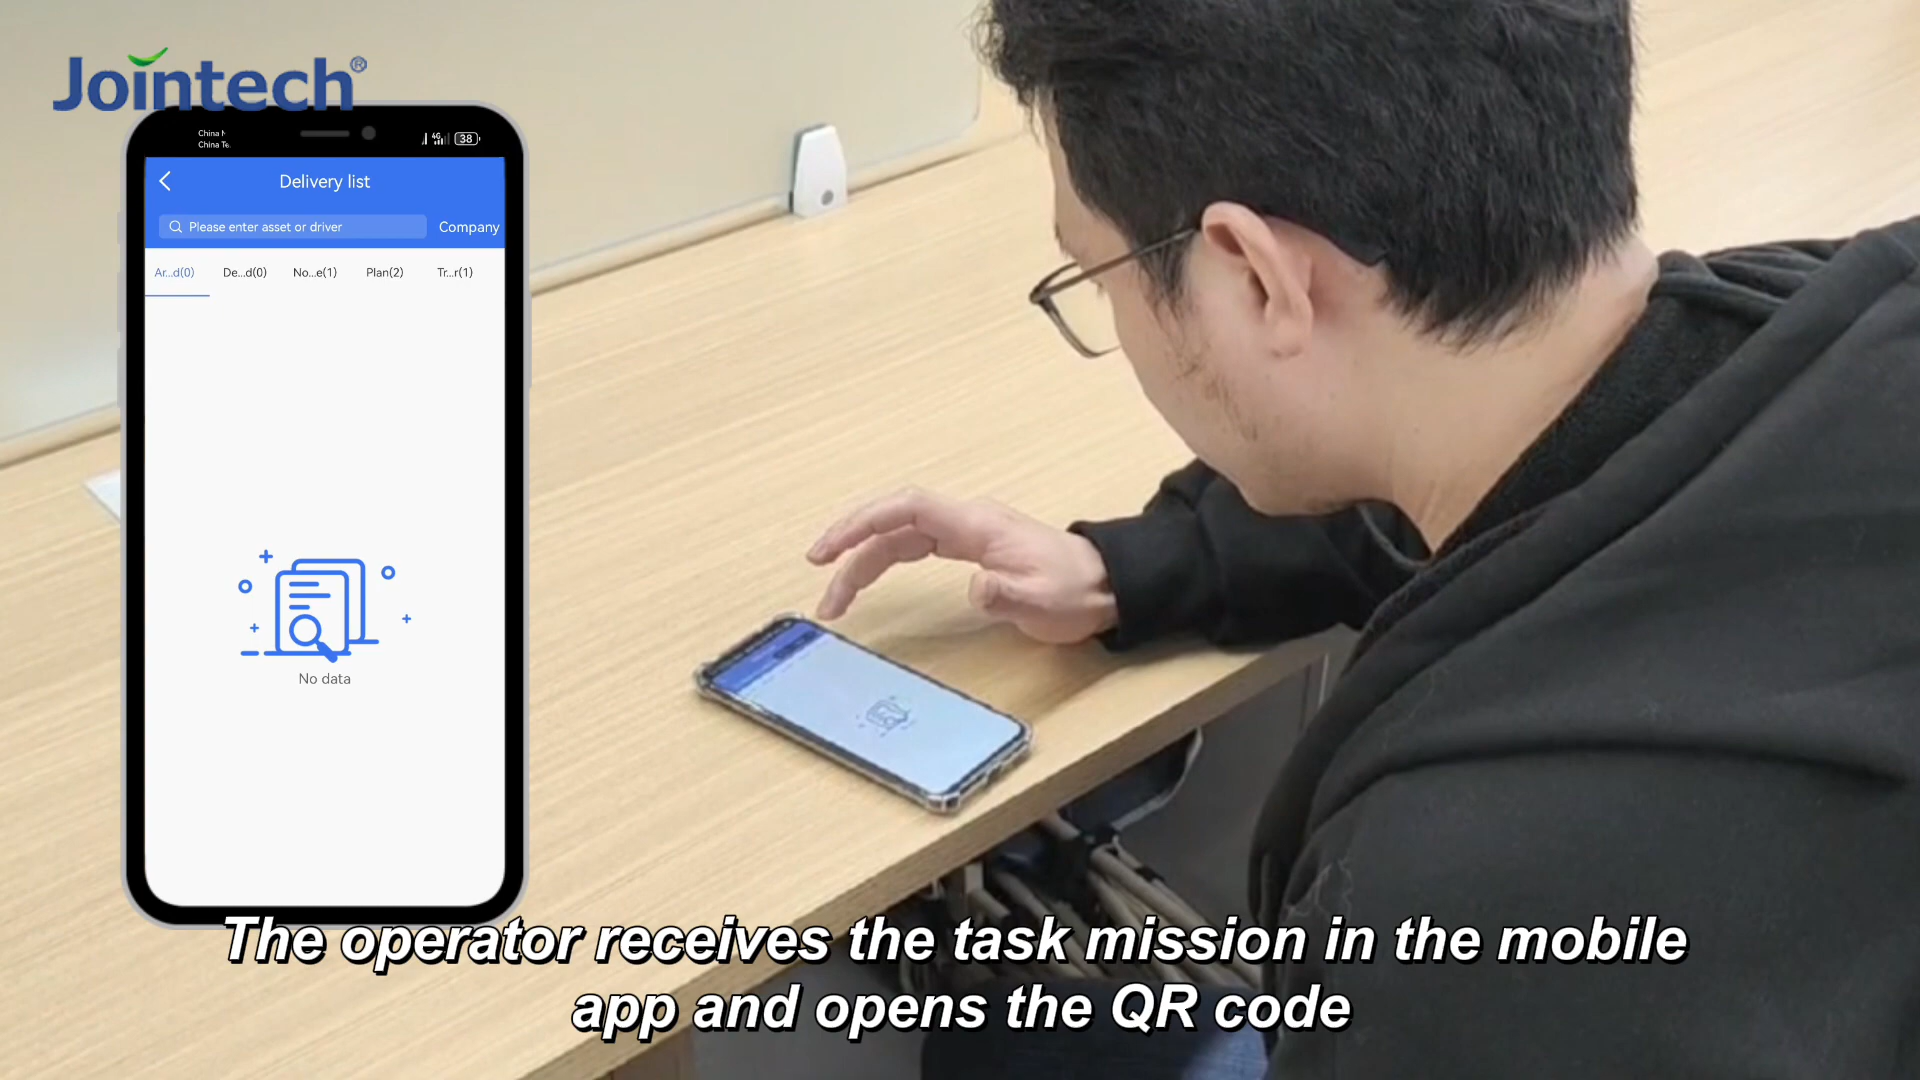 Jointech®
China M
China Te.
4G
38
Delivery list
Please enter asset or driver
Company
Ar...d(0)
De...d(0)
No...e(1)
Plan(2)
Tr...r(1)
No data
The operator receives the task mission in the mobile
app and opens the QR code